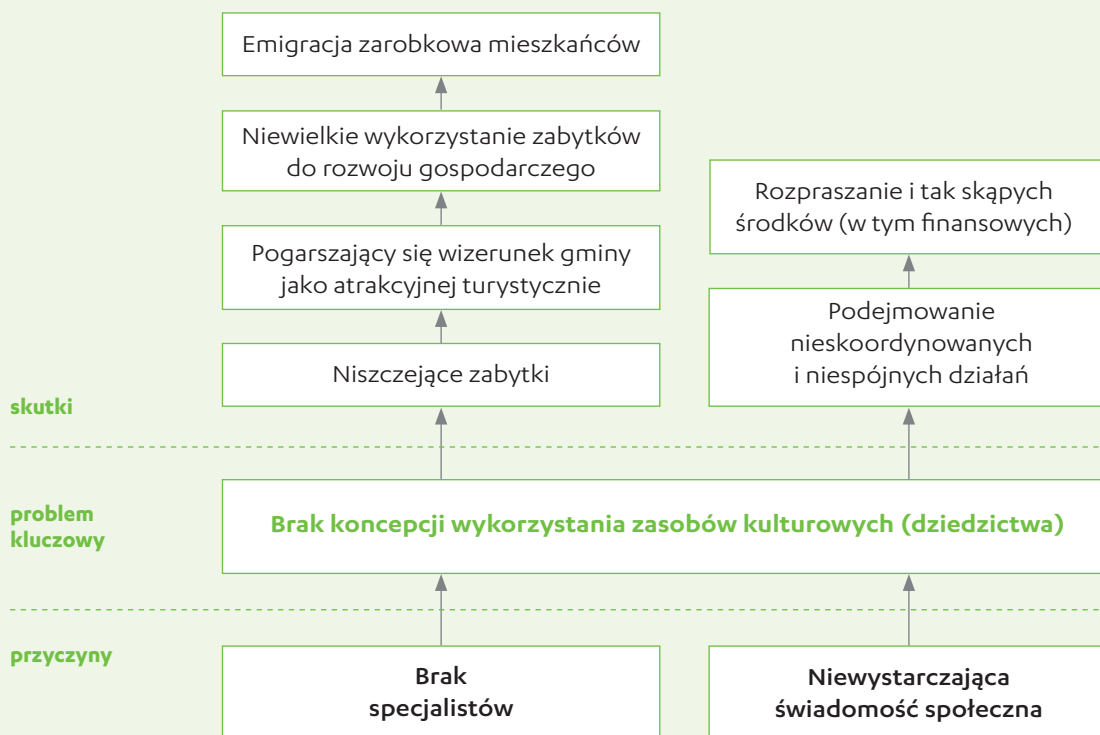 Emigracja zarobkowa mieszkańców
Niewielkie wykorzystanie zabytków
do rozwoju gospodarczego
Pogarszający się wizerunek gminy
jako atrakcyjnej turystycznie
Niszczejące zabytki
Rozpraszanie i tak skąpych
środków (w tym finansowych)
Podejmowanie
nieskoordynowanych
i niespójnych działań
skutki
problem
kluczowy
Brak koncepcji wykorzystania zasobów kulturowych (dziedzictwa)
przyczyny
Brak
specjalistów
Niewystarczająca
świadomość społeczna